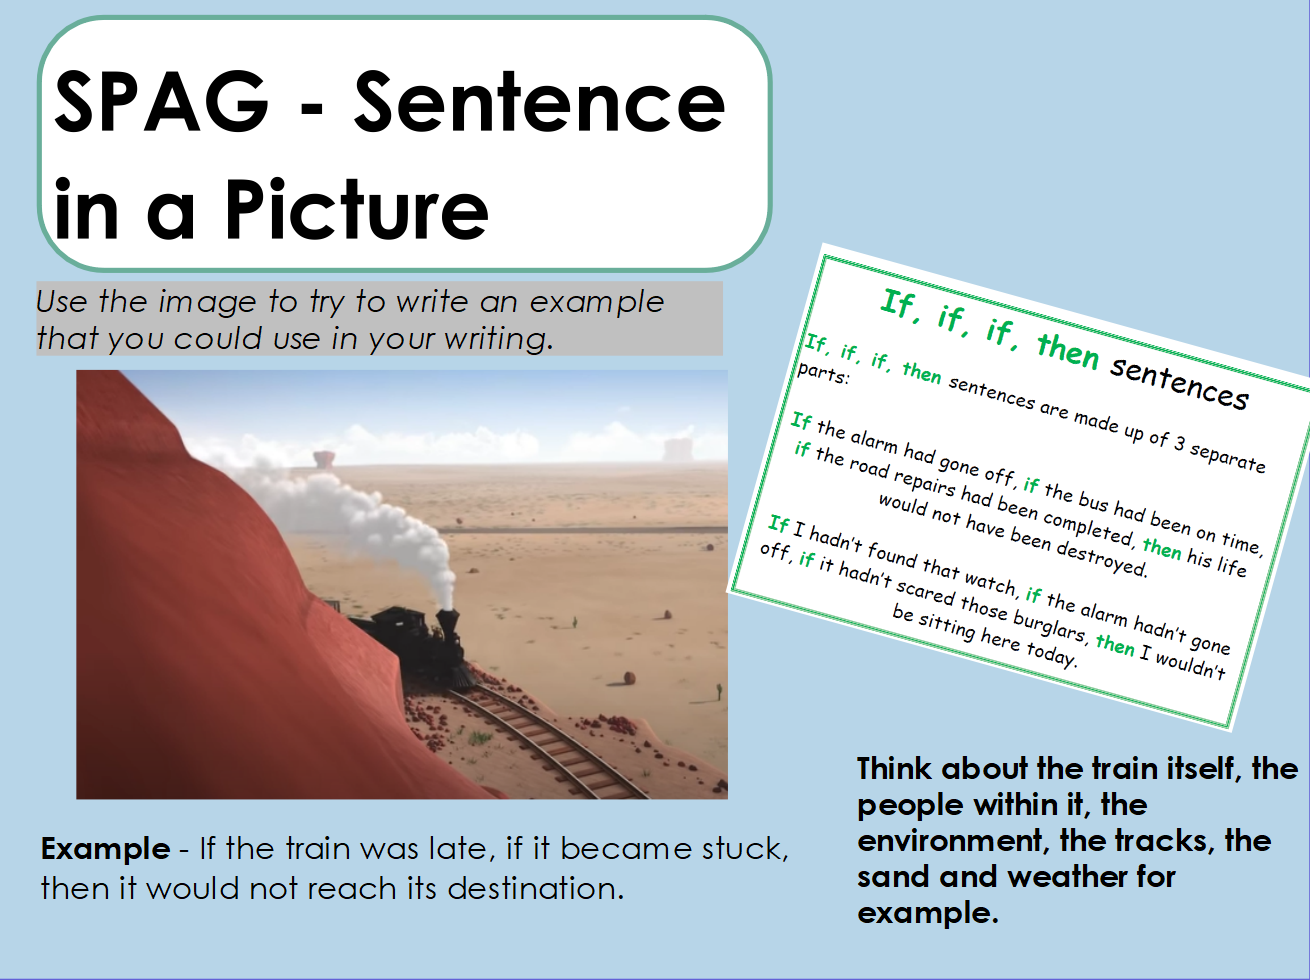 SPAG - Sentence
in a Picture
Use the image to try to write an example
that you could use in your writing.
If, if, if, then sentences
If, if, if, then sentences are made up of 3 separate
parts:
If the alarm had gone off, if the bus had been on time,
if the road repairs had been completed, then his life
would not have been destroyed.
If I hadn't found that watch, if the alarm hadn't gone
off, if it hadn't scared those burglars, then I wouldn't
be sitting here today.
Example - If the train was late, if it became stuck,
then it would not reach its destination.
Think about the train itself, the
people within it, the
environment, the tracks, the
sand and weather for
example.